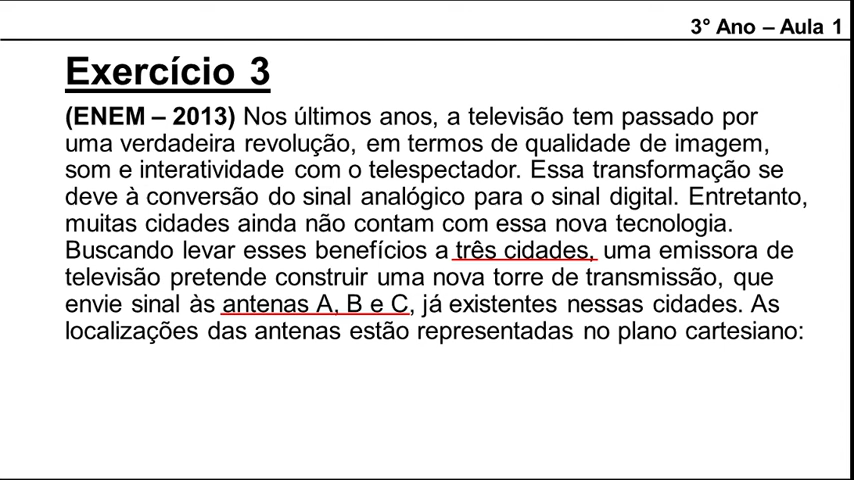 3° Ano – Aula 1
Exercício 3
(ENEM – 2013) Nos últimos anos, a televisão tem passado por
uma verdadeira revolução, em termos de qualidade de imagem,
som e interatividade com o telespectador. Essa transformação se
deve à conversão do sinal analógico para o sinal digital. Entretanto,
muitas cidades ainda não contam com essa nova tecnologia.
Buscando levar esses benefícios a três cidades, uma emissora de
televisão pretende construir uma nova torre de transmissão, que
envie sinal às antenas A, B e C, já existentes nessas cidades. As
localizações das antenas estão representadas no plano cartesiano: